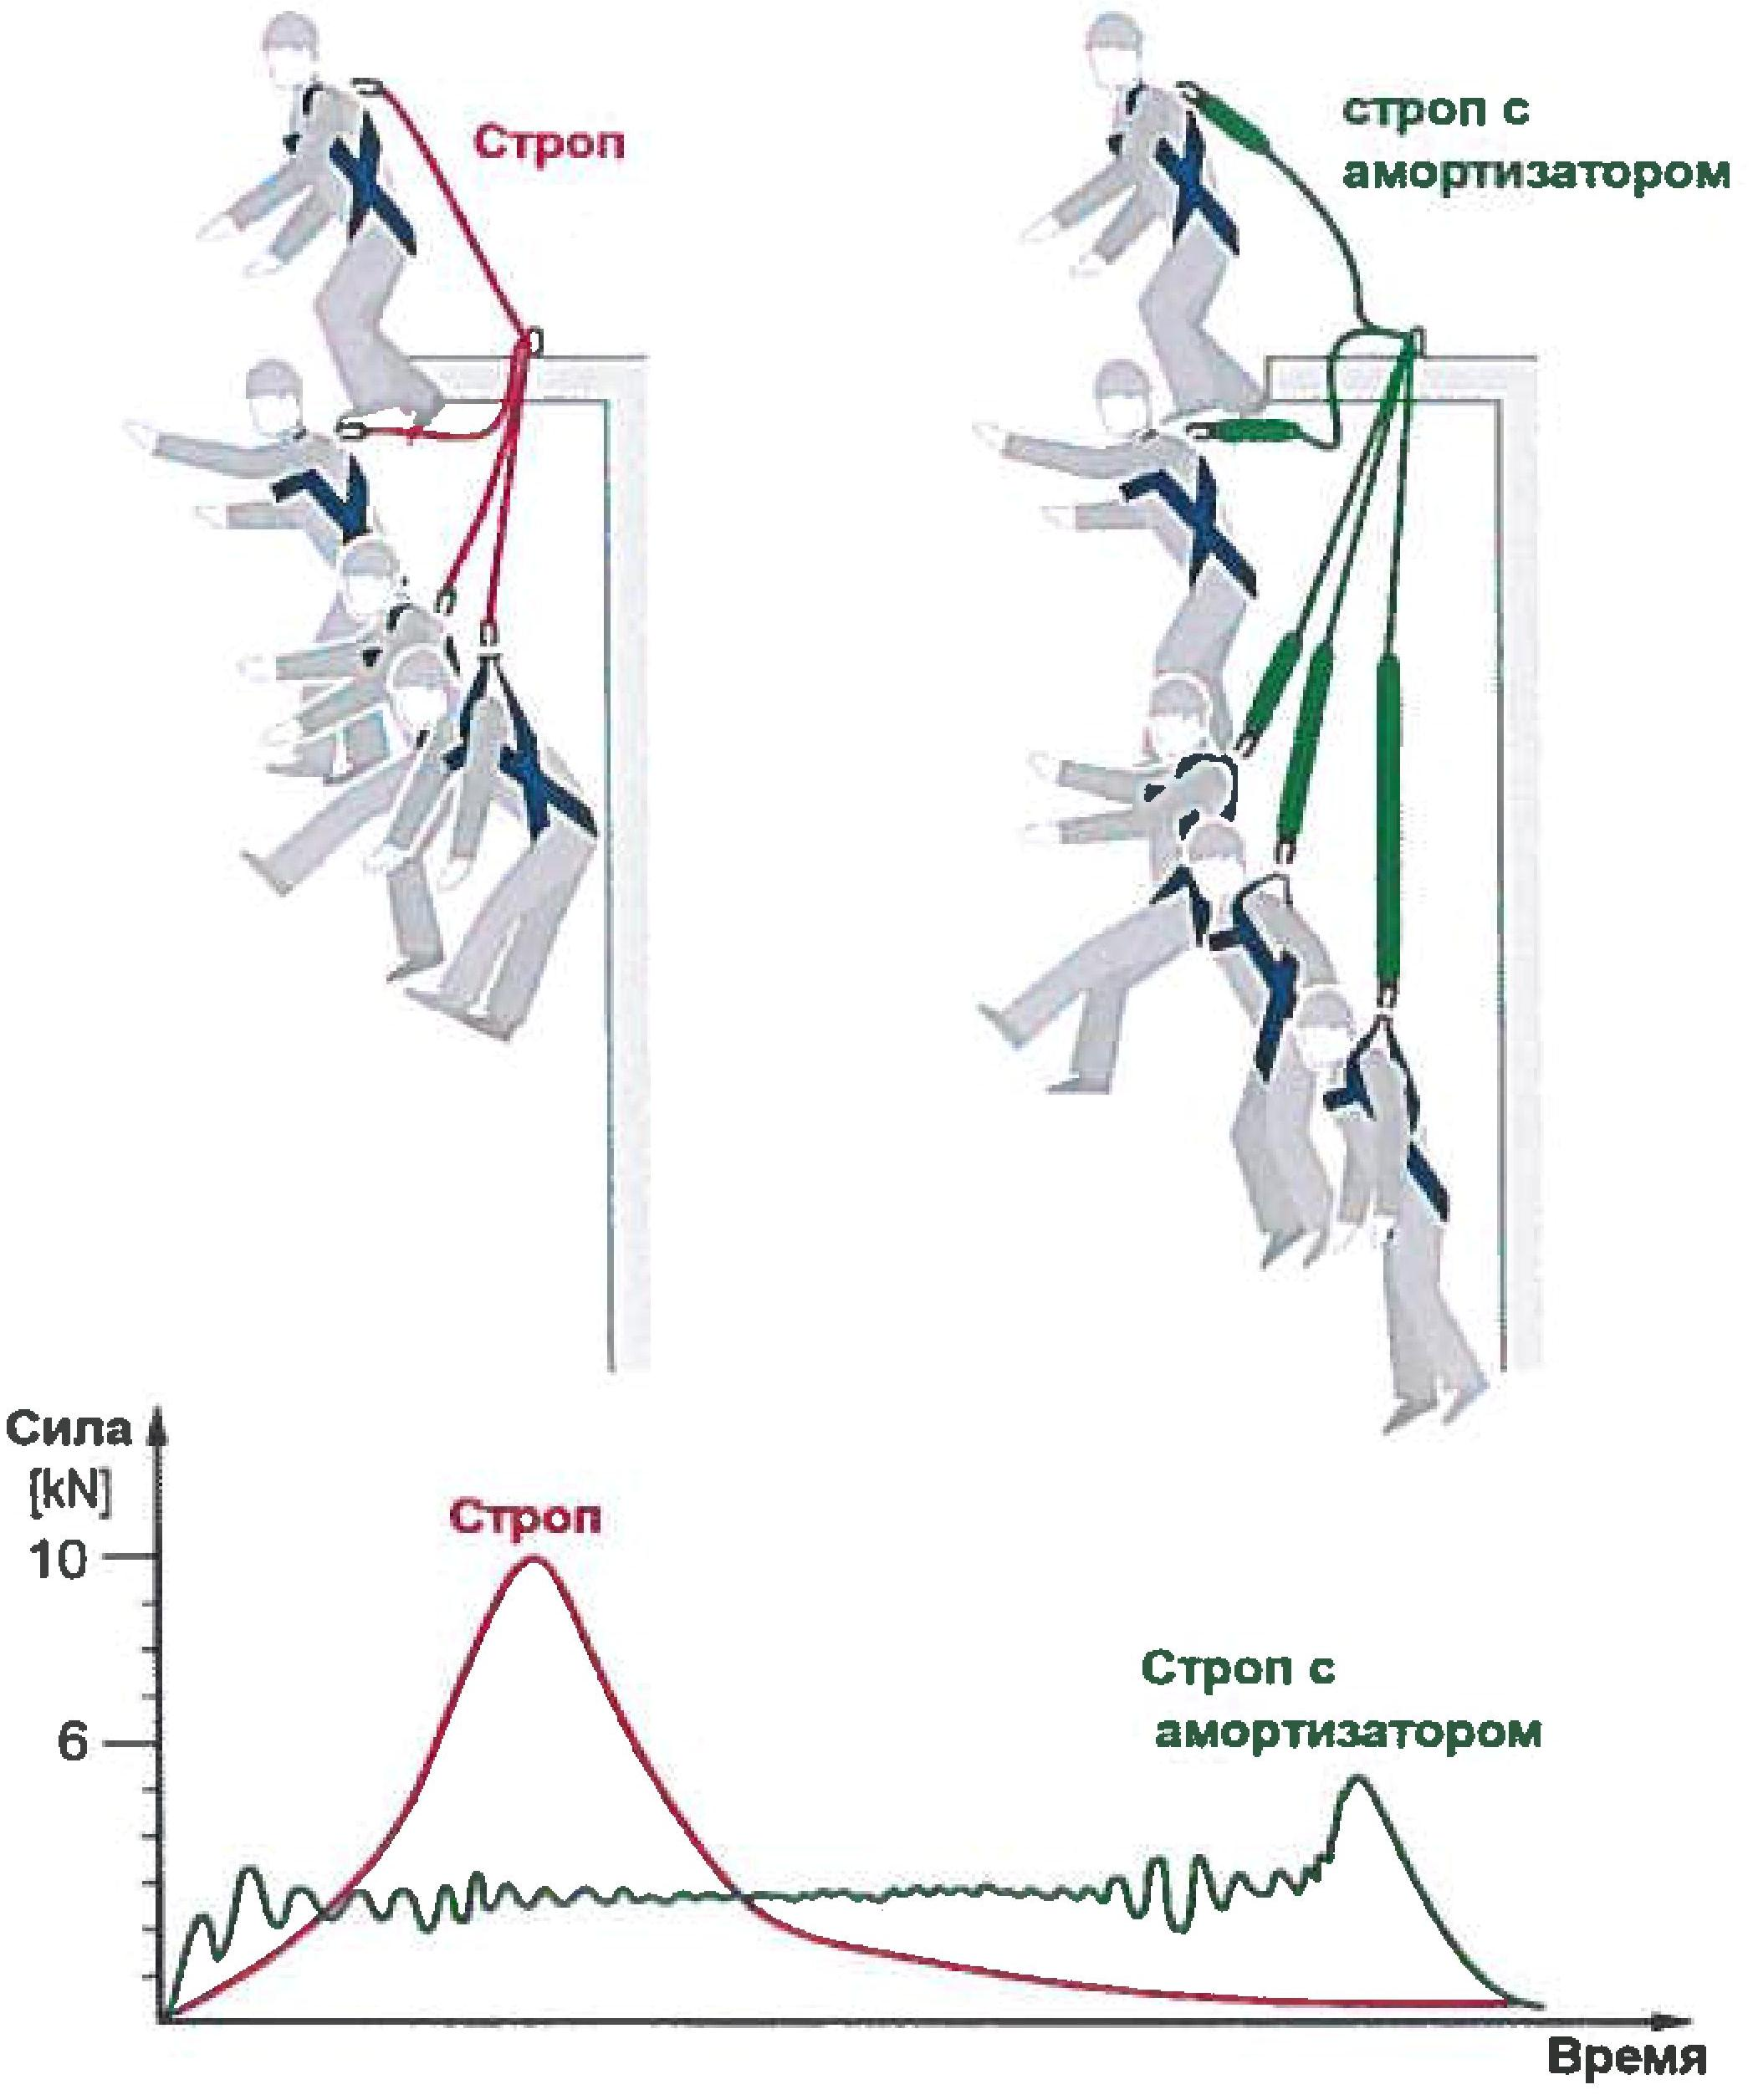 Строп
строп с
амортизатором
Сила
[kN]
10
6
Строп
Строп с
амортизатором
Время